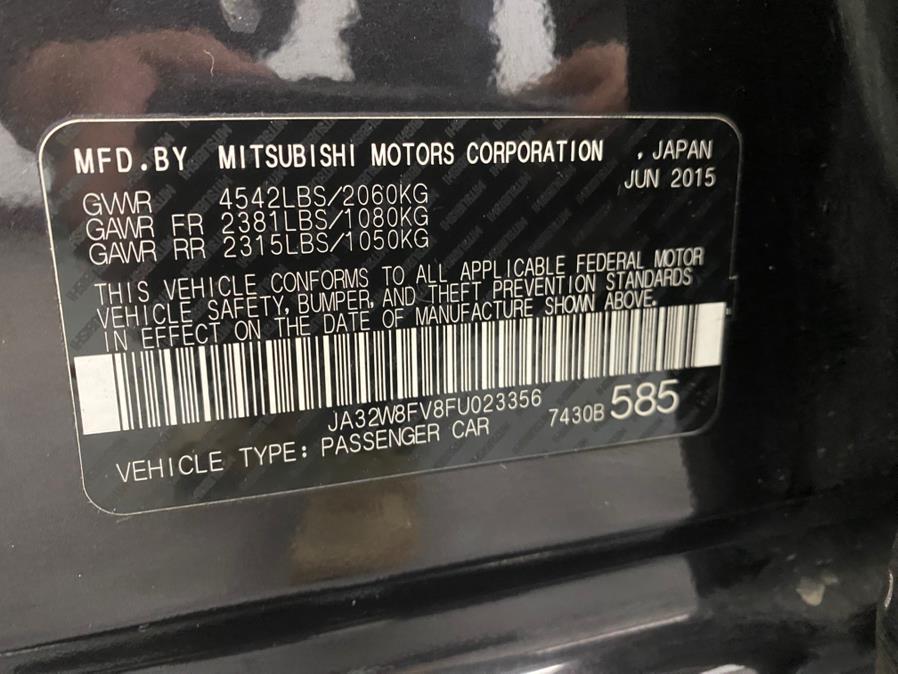 MFD.BY MITSUBISHI MOTORS CORPORATION , JAPAN
JUN 2015
GVWR 4542LBS/2060KG
GAWR FR 2381LBS/1080KG
GAWR RR 2315LBS/1050KG
THIS VEHICLE CONFORMS TO ALL APPLICABLE FEDERAL MOTOR
VEHICLE SAFETY, BUMPER, AND THEFT PREVENTION STANDARDS
IN EFFECT ON THE DATE OF MANUFACTURE SHOWN ABOVE.
JA32W8FV8FU023356 7430B 585
VEHICLE TYPE: PASSENGER CAR